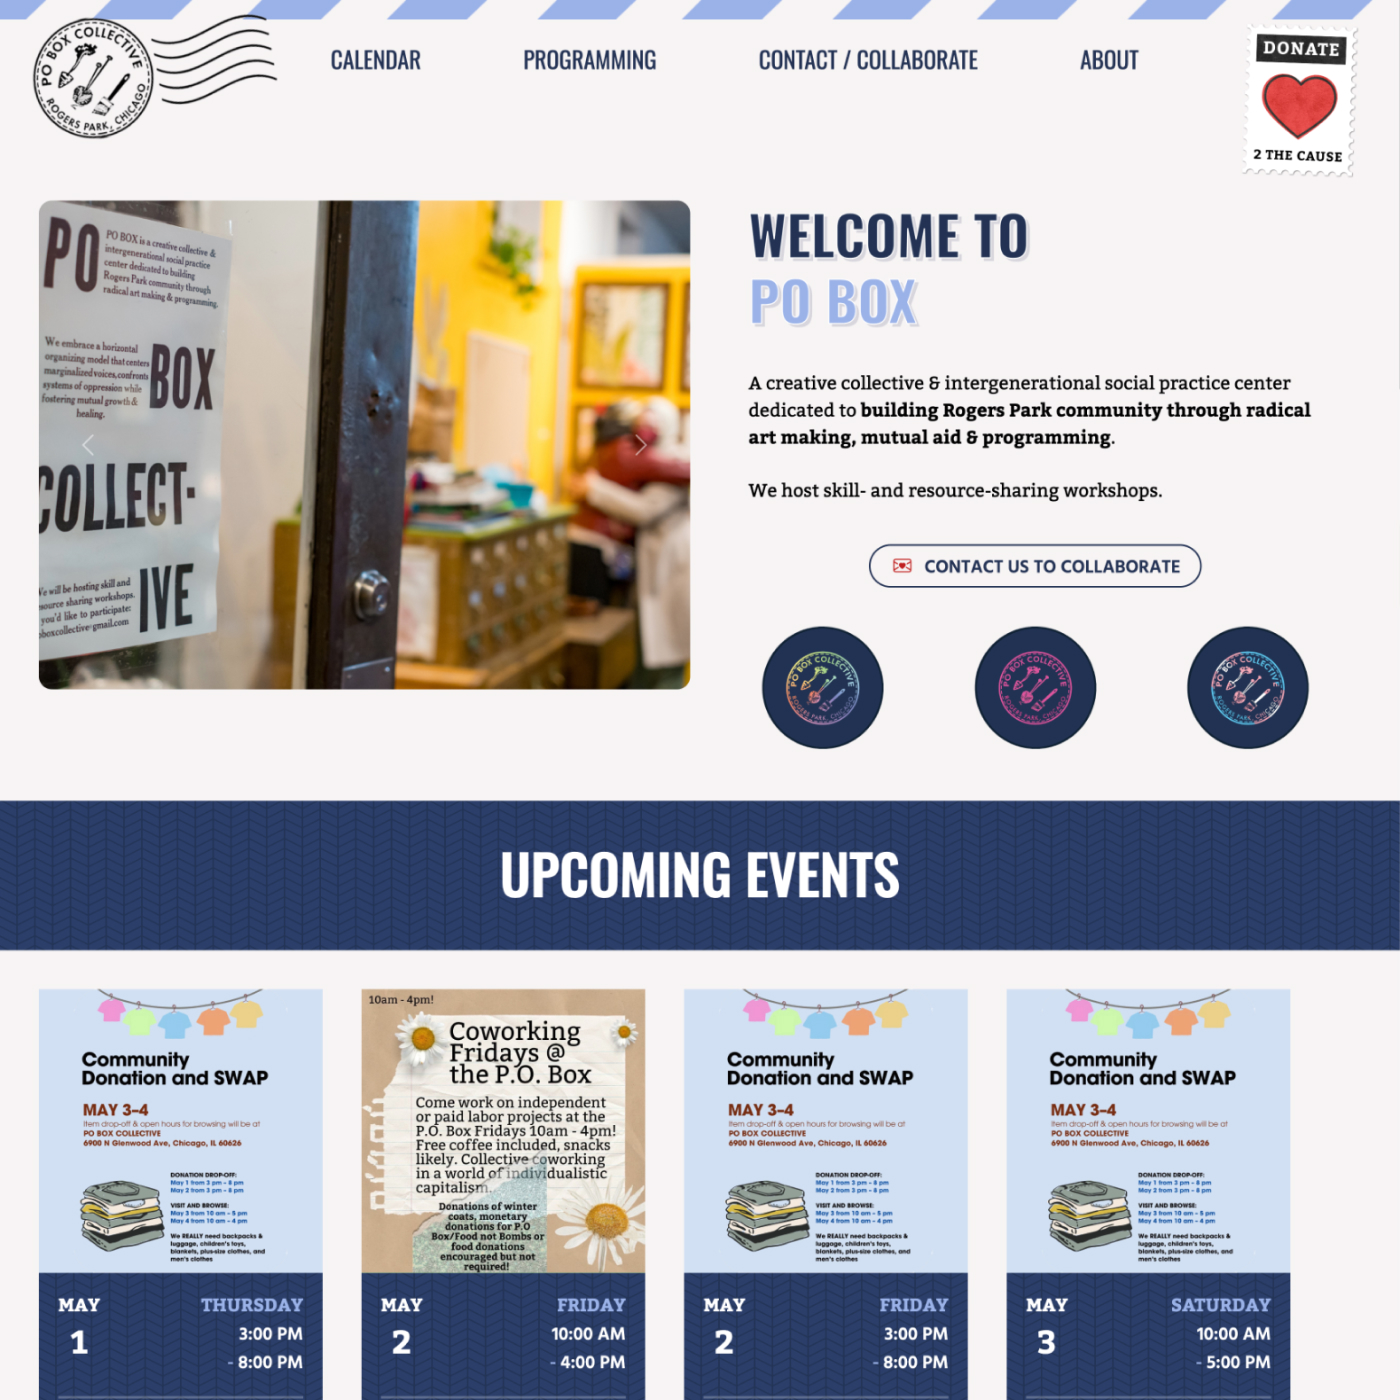 PO BOX COLLECTIVE
ROGERS PARK, CHICAGO
CALENDAR
PROGRAMMING
CONTACT / COLLABORATE
ABOUT
DONATE
2 THE CAUSE
PO
PO BOX is a creative collective &
intergenerational social practice
center dedicated to building
Rogers Park community through
radical art making & programming.
We embrace a horizontal
organizing model that centers
marginalized voices, confronts
systems of oppression while
fostering mutual growth &
healing.
BOX
COLLECT-
IVE
e will be hosting skill and
source sharing workshops.
you'd like to participate:
boxcollective@gmail.com
WELCOME TO
PO BOX
A creative collective & intergenerational social practice center
dedicated to building Rogers Park community through radical
art making, mutual aid & programming.
We host skill- and resource-sharing workshops.
CONTACT US TO COLLABORATE
PO BOX COLLECTIVE
ROGERS PARK, CHICAGO
PO BOX COLLECTIVE
ROGERS PARK, CHICAGO
PO BOX COLLECTIVE
ROGERS PARK, CHICAGO
UPCOMING EVENTS
Community
Donation and SWAP
MAY 3-4
Item drop-off & open hours for browsing will be at
PO BOX COLLECTIVE
6900 N Glenwood Ave, Chicago, IL 60626
DONATION DROP-OFF:
May 1 from 3 pm - 8 pm
May 2 from 3 pm - 8 pm
VISIT AND BROWSE:
May 3 from 10 am - 5 pm
May 4 from 10 am - 4 pm
We REALLY need backpacks &
luggage, children's toys,
blankets, plus-size clothes, and
men's clothes
MAY
THURSDAY
1
3:00 PM
- 8:00 PM
10am - 4pm!
Coworking
Fridays @
the P.O. Box
Come work on independent
or paid labor projects at the
P.O. Box Fridays 10am - 4pm!
Free coffee included, snacks
likely. Collective coworking
in a world of individualistic
capitalism.
Donations of winter
coats, monetary
donations for P.O
Box/Food not Bombs or
food donations
encouraged but not
required!
MAY
FRIDAY
2
10:00 AM
- 4:00 PM
Community
Donation and SWAP
MAY 3-4
Item drop-off & open hours for browsing will be at
PO BOX COLLECTIVE
6900 N Glenwood Ave, Chicago, IL 60626
DONATION DROP-OFF:
May 1 from 3 pm - 8 pm
May 2 from 3 pm - 8 pm
VISIT AND BROWSE:
May 3 from 10 am - 5 pm
May 4 from 10 am - 4 pm
We REALLY need backpacks &
luggage, children's toys,
blankets, plus-size clothes, and
men's clothes
MAY
FRIDAY
2
3:00 PM
- 8:00 PM
Community
Donation and SWAP
MAY 3-4
Item drop-off & open hours for browsing will be at
PO BOX COLLECTIVE
6900 N Glenwood Ave, Chicago, IL 60626
DONATION DROP-OFF:
May 1 from 3 pm - 8 pm
May 2 from 3 pm - 8 pm
VISIT AND BROWSE:
May 3 from 10 am - 5 pm
May 4 from 10 am - 4 pm
We REALLY need backpacks &
luggage, children's toys,
blankets, plus-size clothes, and
men's clothes
MAY
SATURDAY
3
10:00 AM
- 5:00 PM